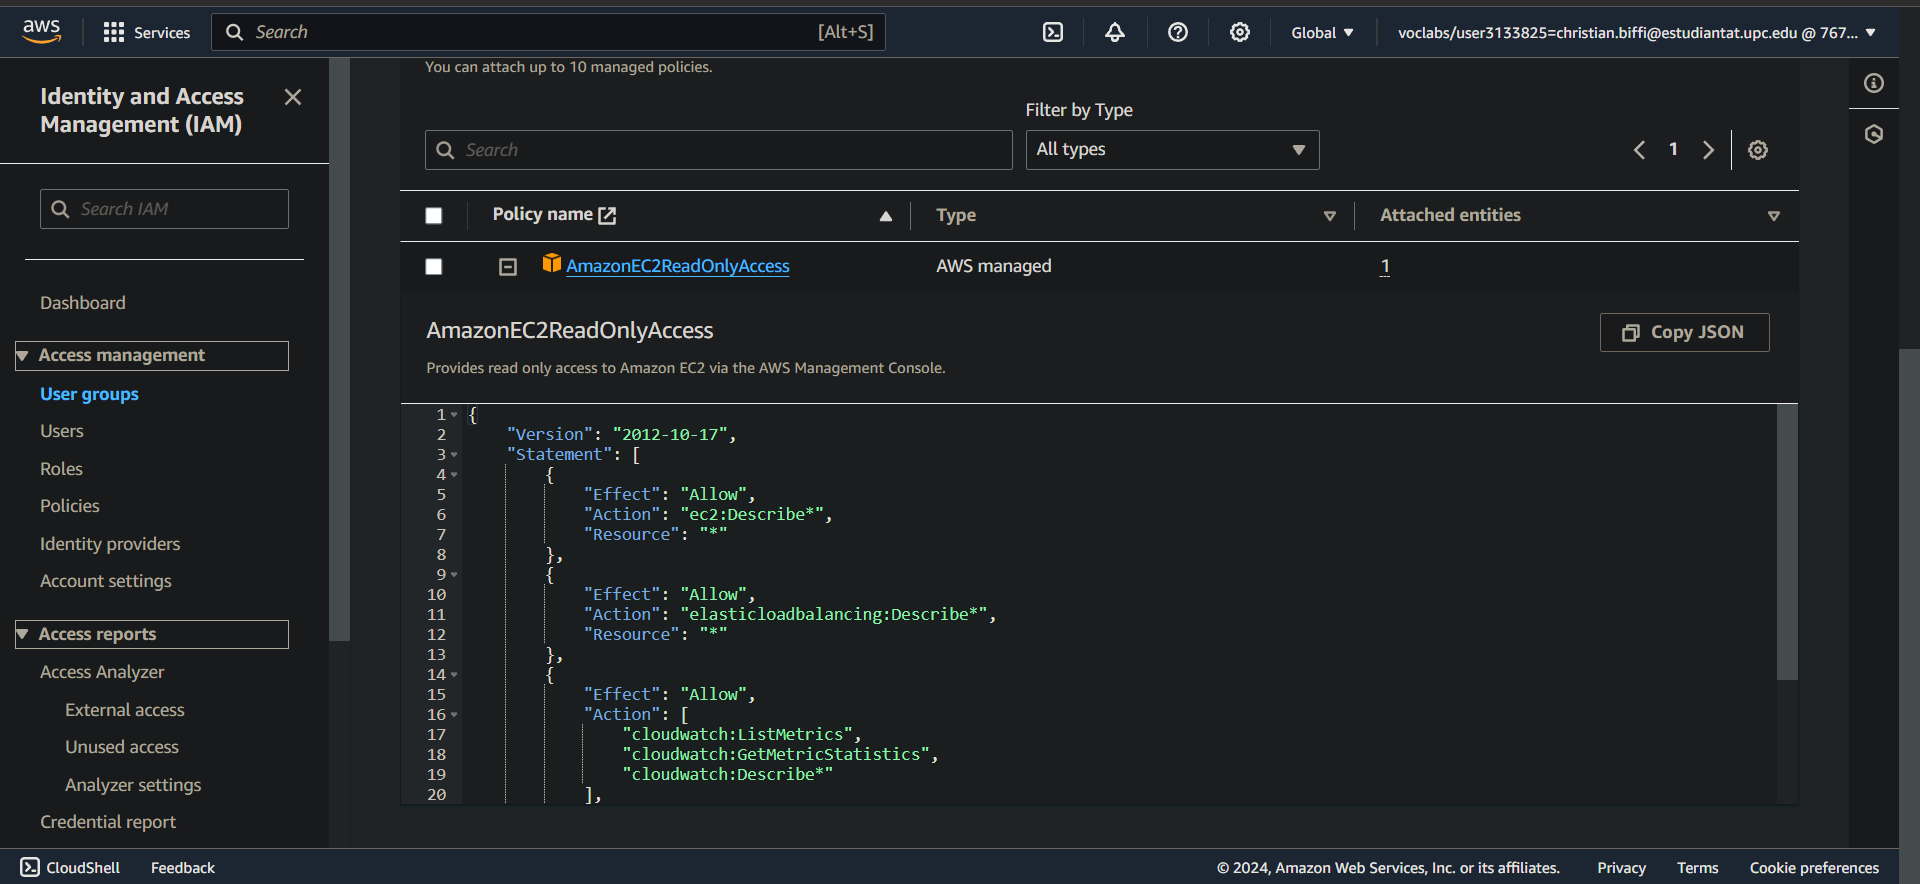 aws
Services
Search
[Alt+S]
Global
voclabs/user3133825=christian.biffi@estudiantat.upc.edu @ 767...
Identity and Access
Management (IAM)
Search IAM
Dashboard
Access management
User groups
Users
Roles
Policies
Identity providers
Account settings
Access reports
Access Analyzer
External access
Unused access
Analyzer settings
Credential report
You can attach up to 10 managed policies.
Filter by Type
Search
All types
1
Policy name
Type
Attached entities
AmazonEC2ReadOnlyAccess
AWS managed
1
AmazonEC2ReadOnlyAccess
Copy JSON
Provides read only access to Amazon EC2 via the AWS Management Console.
1 {
2 "Version": "2012-10-17",
3 "Statement": [
4 {
5 "Effect": "Allow",
6 "Action": "ec2:Describe*",
7 "Resource": "*"
8 },
9 {
10 "Effect": "Allow",
11 "Action": "elasticloadbalancing:Describe*",
12 "Resource": "*"
13 },
14 {
15 "Effect": "Allow",
16 "Action": [
17 "cloudwatch:ListMetrics",
18 "cloudwatch:GetMetricStatistics",
19 "cloudwatch:Describe*"
20 ],
CloudShell
Feedback
© 2024, Amazon Web Services, Inc. or its affiliates.
Privacy
Terms
Cookie preferences